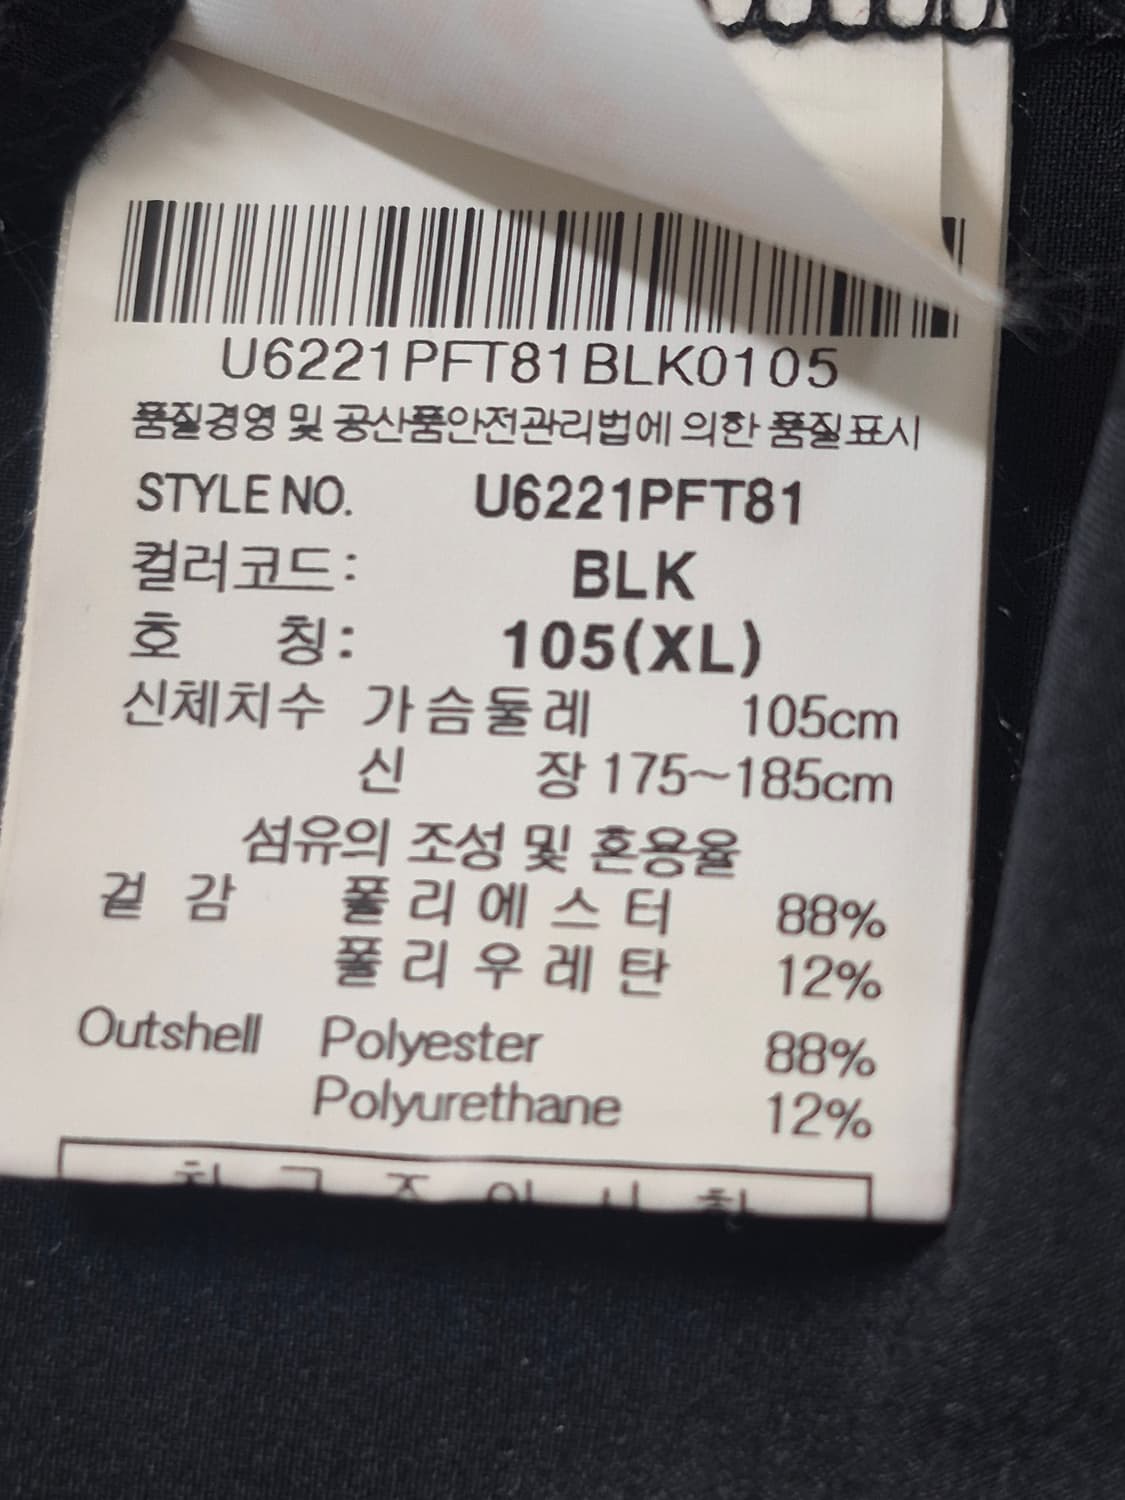 U6221PFT81BLK0105
품질경영 및 공산품안전관리법에 의한 품질표시
STYLE NO. U6221PFT81
컬러코드: BLK
호 칭: 105(XL)
신체치수 가슴둘레 105cm
신 장 175~185cm
섬유의 조성 및 혼용율
겉 감 폴리에스터 88%
폴리우레탄 12%
Outshell Polyester 88%
Polyurethane 12%